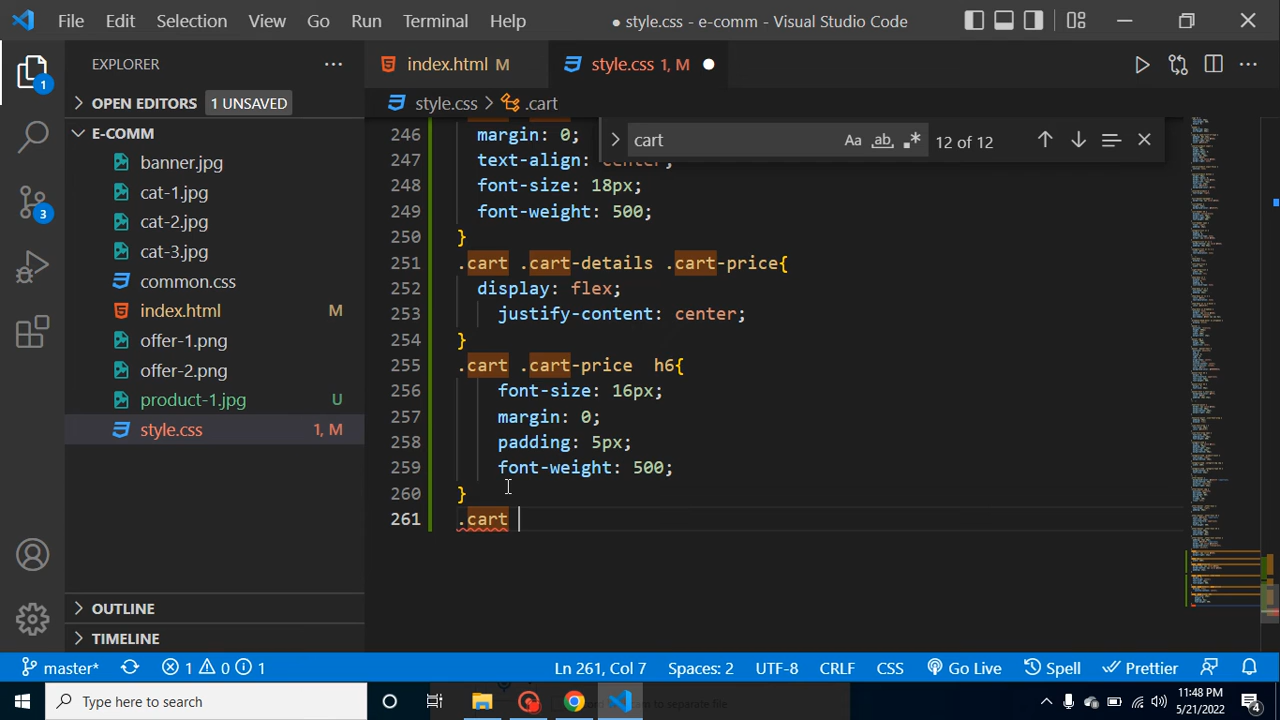 File Edit Selection View Go Run Terminal Help
● style.css - e-comm - Visual Studio Code
EXPLORER
OPEN EDITORS 1 UNSAVED
E-COMM
banner.jpg
cat-1.jpg
cat-2.jpg
cat-3.jpg
common.css
index.html M
offer-1.png
offer-2.png
product-1.jpg U
style.css 1, M
OUTLINE
TIMELINE
1
3
index.html M
style.css 1, M ●
style.css > .cart
cart
Aa ab 12 of 12
246 margin: 0;
247 text-align: center;
248 font-size: 18px;
249 font-weight: 500;
250 }
251 .cart .cart-details .cart-price{
252 display: flex;
253 justify-content: center;
254 }
255 .cart .cart-price  h6{
256 font-size: 16px;
257 margin: 0;
258 padding: 5px;
259 font-weight: 500;
260 }
261 .cart
master* 1 0 1 Ln 261, Col 7 Spaces: 2 UTF-8 CRLF CSS Go Live Spell Prettier
Type here to search
11:48 PM
5/21/2022
4